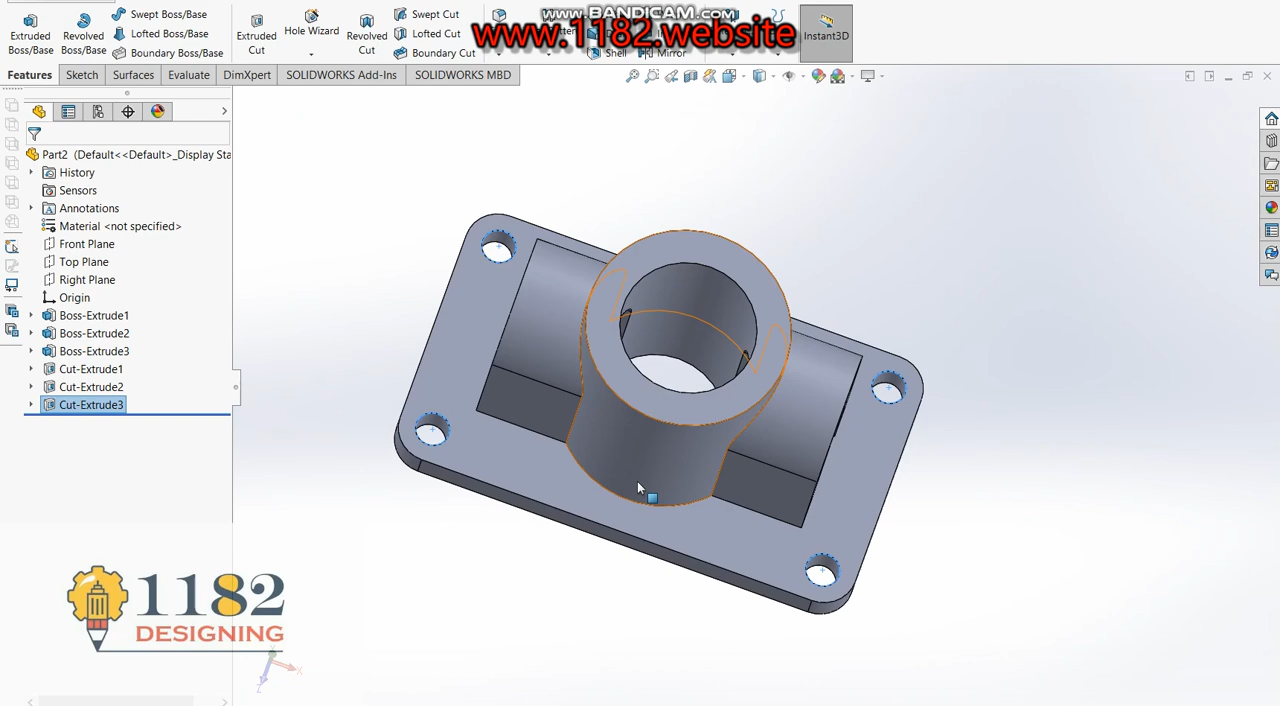 www.BANDICAM.com
www.1182.website
Extruded Boss/Base
Revolved Boss/Base
Swept Boss/Base
Lofted Boss/Base
Boundary Boss/Base
Extruded Cut
Hole Wizard
Revolved Cut
Swept Cut
Lofted Cut
Boundary Cut
Shell
Mirror
Instant3D
Features
Sketch
Surfaces
Evaluate
DimXpert
SOLIDWORKS Add-Ins
SOLIDWORKS MBD
Part2 (Default<<Default>_Display Sta
History
Sensors
Annotations
Material <not specified>
Front Plane
Top Plane
Right Plane
Origin
Boss-Extrude1
Boss-Extrude2
Boss-Extrude3
Cut-Extrude1
Cut-Extrude2
Cut-Extrude3
1182
DESIGNING
X
Z